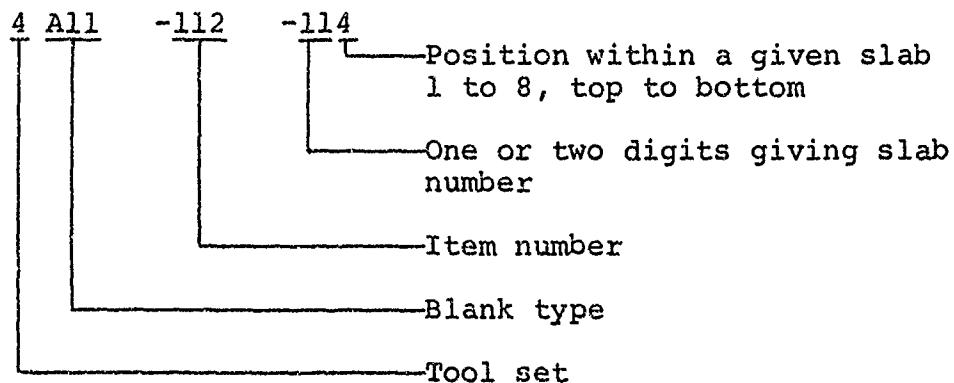 4 A11 -112 -114
Position within a given slab
1 to 8, top to bottom
One or two digits giving slab
number
Item number
Blank type
Tool set